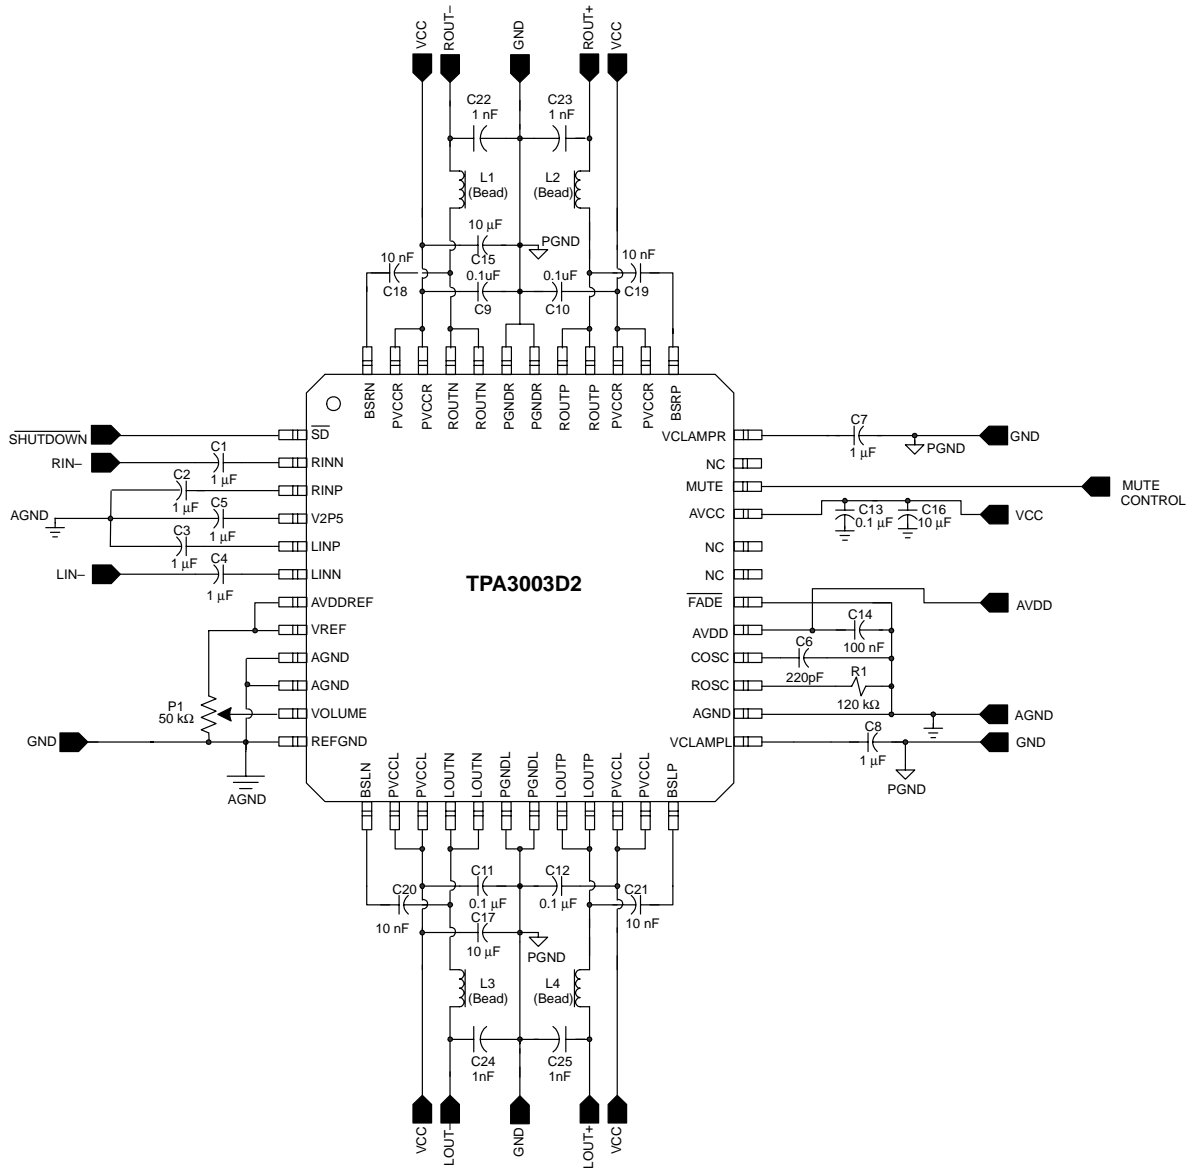 VCC
ROUT–
GND
ROUT+
VCC
C22
1 nF
C23
1 nF
L1
(Bead)
L2
(Bead)
10 µF
C15
PGND
10 nF
C18
0.1uF
C9
0.1uF
C10
10 nF
C19
BSRN
PVCCR
PVCCR
ROUTN
ROUTN
PGNDR
PGNDR
ROUTP
ROUTP
PVCCR
PVCCR
BSRP
SHUTDOWN
SD
RIN–
C1
1 µF
RINN
C2
1 µF
RINP
AGND
C5
1 µF
V2P5
C3
1 µF
LINP
LIN–
C4
1 µF
LINN
AVDDREF
VREF
AGND
AGND
P1
50 kΩ
VOLUME
GND
REFGND
AGND
TPA3003D2
VCLAMPR
C7
1 µF
PGND
GND
NC
MUTE
MUTE
CONTROL
AVCC
C13
0.1 µF
C16
10 µF
VCC
NC
NC
FADE
AVDD
AVDD
C14
100 nF
COSC
C6
220pF
ROSC
R1
120 kΩ
AGND
AGND
VCLAMPL
C8
1 µF
PGND
GND
BSLN
PVCCL
PVCCL
LOUTN
LOUTN
PGNDL
PGNDL
LOUTP
LOUTP
PVCCL
PVCCL
BSLP
C20
10 nF
C11
0.1 µF
C12
0.1 µF
C21
10 nF
C17
10 µF
PGND
L3
(Bead)
L4
(Bead)
C24
1nF
C25
1nF
VCC
LOUT–
GND
LOUT+
VCC